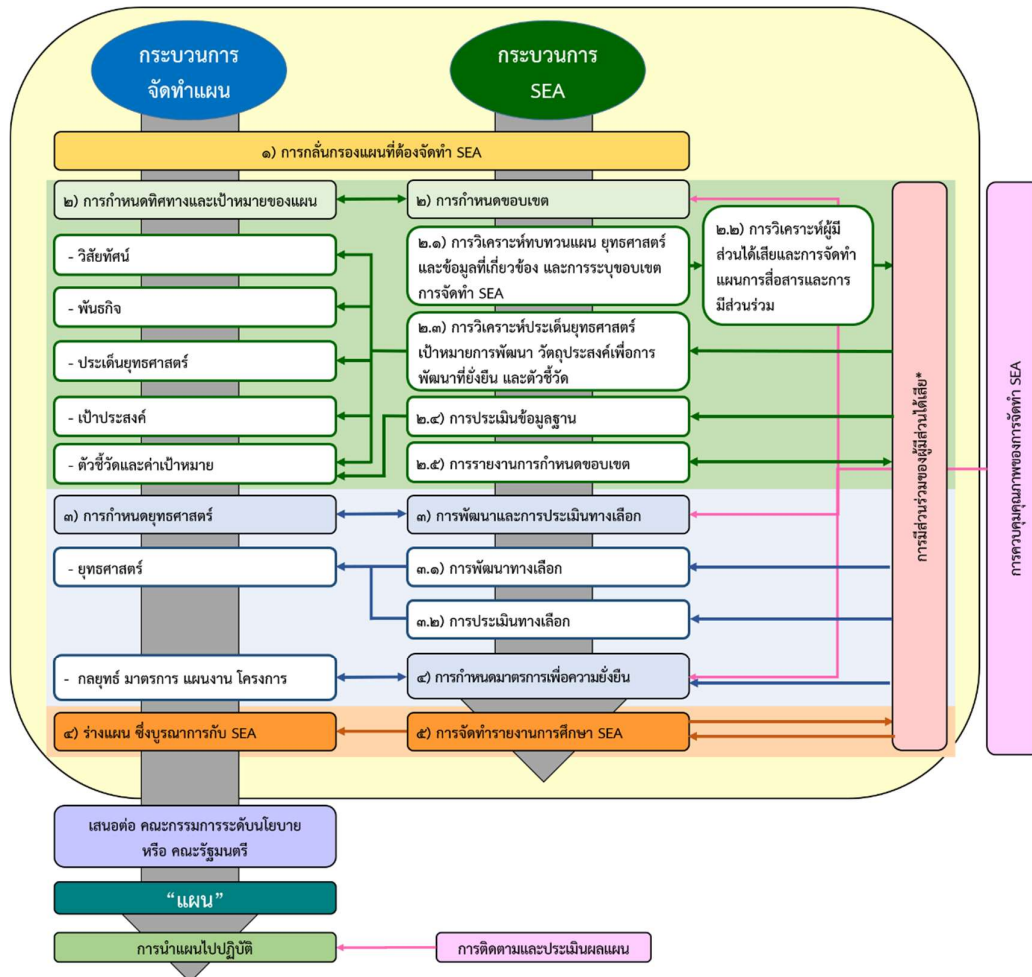 กระบวนการ
จัดทำแผน
กระบวนการ
SEA
๑) การกลั่นกรองแผนที่ต้องจัดทำ SEA
๒) การกำหนดทิศทางและเป้าหมายของแผน
๒) การกำหนดขอบเขต
- วิสัยทัศน์
๒.๑) การวิเคราะห์ทบทวนแผน ยุทธศาสตร์
และข้อมูลที่เกี่ยวข้อง และการระบุขอบเขต
การจัดทำ SEA
๒.๒) การวิเคราะห์ผู้มี
ส่วนได้เสียและการจัดทำ
แผนการสื่อสารและการ
มีส่วนร่วม
- พันธกิจ
- ประเด็นยุทธศาสตร์
๒.๓) การวิเคราะห์ประเด็นยุทธศาสตร์
เป้าหมายการพัฒนา วัตถุประสงค์เพื่อการ
พัฒนาที่ยั่งยืน และตัวชี้วัด
- เป้าประสงค์
๒.๔) การประเมินข้อมูลฐาน
- ตัวชี้วัดและค่าเป้าหมาย
๒.๕) การรายงานการกำหนดขอบเขต
๓) การกำหนดยุทธศาสตร์
๓) การพัฒนาและการประเมินทางเลือก
- ยุทธศาสตร์
๓.๑) การพัฒนาทางเลือก
๓.๒) การประเมินทางเลือก
- กลยุทธ์ มาตรการ แผนงาน โครงการ
๔) การกำหนดมาตรการเพื่อความยั่งยืน
๔) ร่างแผน ซึ่งบูรณาการกับ SEA
๕) การจัดทำรายงานการศึกษา SEA
การมีส่วนร่วมของผู้มีส่วนได้เสีย*
การควบคุมคุณภาพของการจัดทำ SEA
เสนอต่อ คณะกรรมการระดับนโยบาย
หรือ คณะรัฐมนตรี
“แผน”
การนำแผนไปปฏิบัติ
การติดตามและประเมินผลแผน